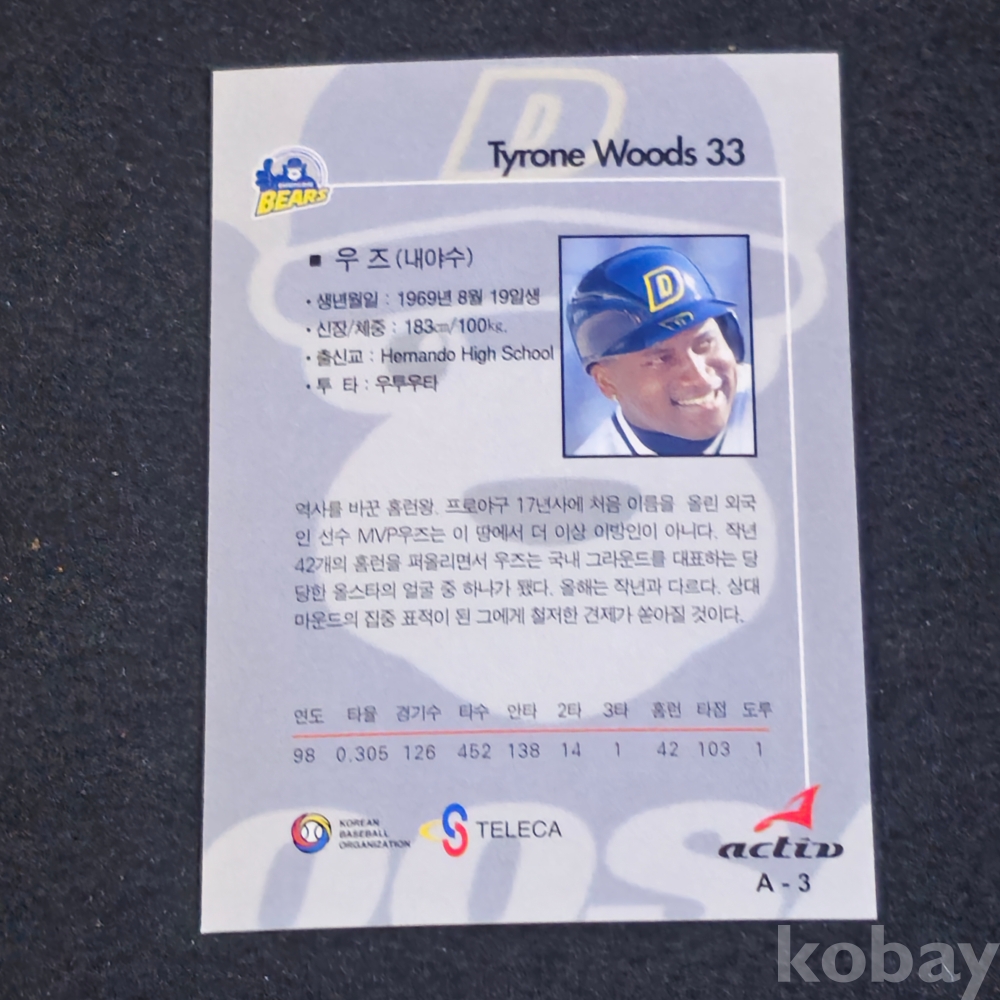 D
Tyrone Woods 33
BEARS
■ 우 즈 (내야수)
• 생년월일 : 1969년 8월 19일생
• 신장/체중 : 183㎝/100㎏.
• 출신교 : Hernando High School
• 투 타 : 우투우타
D
역사를 바꾼 홈런왕. 프로야구 17년사에 처음 이름을 올린 외국
인 선수 MVP우즈는 이 땅에서 더 이상 이방인이 아니다. 작년
42개의 홈런을 퍼올리면서 우즈는 국내 그라운드를 대표하는 당
당한 올스타의 얼굴 중 하나가 됐다. 올해는 작년과 다르다. 상대
마운드의 집중 표적이 된 그에게 철저한 견제가 쏟아질 것이다.
연도 타율 경기수 타수 안타 2타 3타 홈런 타점 도루
98 0.305 126 452 138 14 1 42 103 1
KOREAN
BASEBALL
ORGANIZATION
TELECA
activ
A - 3
kobay